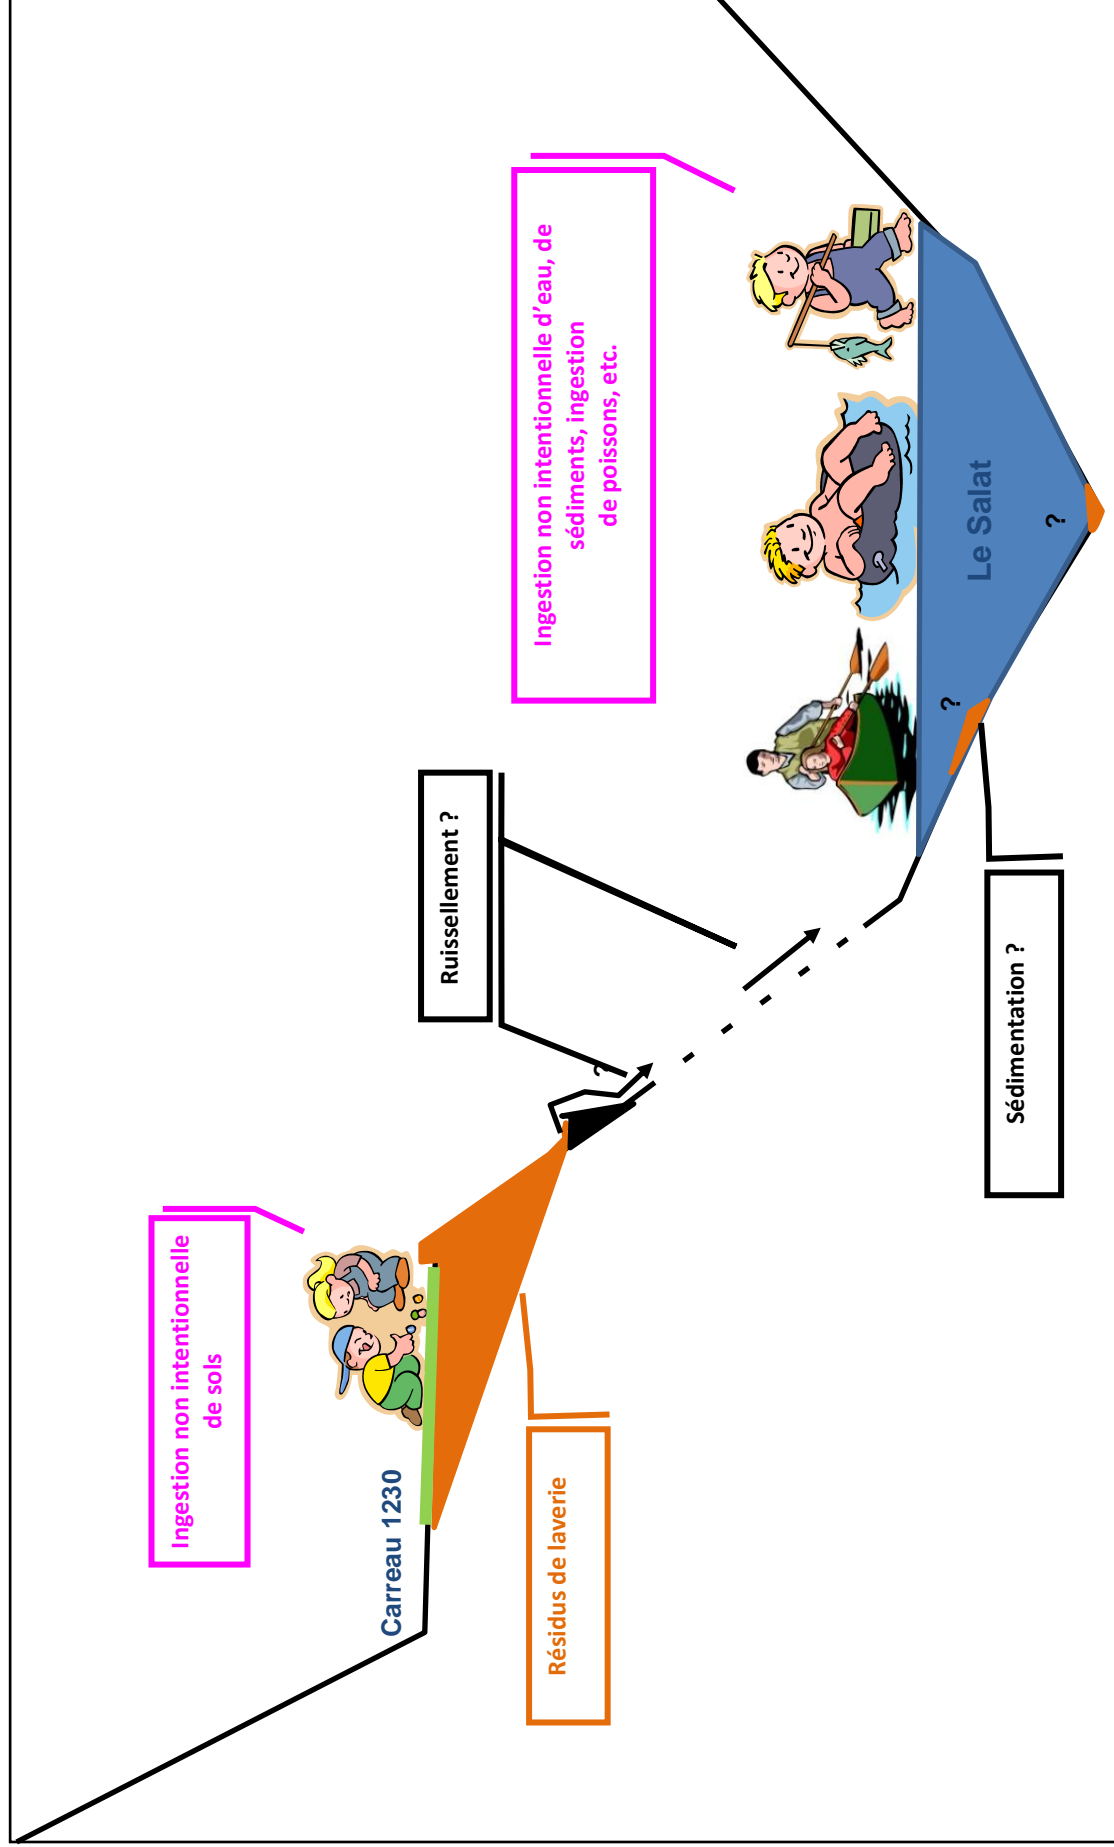 Ingestion non intentionnelle
de sols
Carreau 1230
Résidus de laverie
Ruissellement ?
?
Ingestion non intentionnelle d’eau, de
sédiments, ingestion
de poissons, etc.
Le Salat
?
?
Sédimentation ?